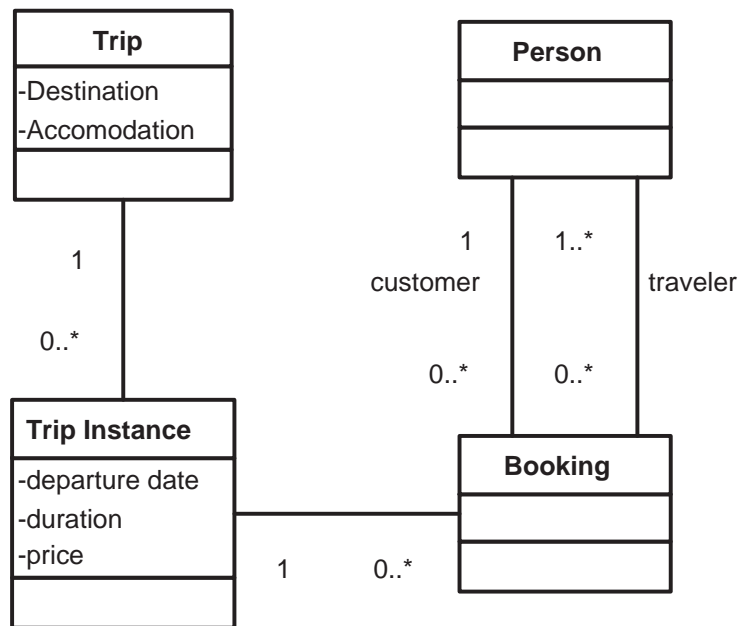 Trip
-Destination
-Accomodation
Person
1
1..*
customer
traveler
0..*
0..*
0..*
Trip Instance
-departure date
-duration
-price
Booking
1
0..*